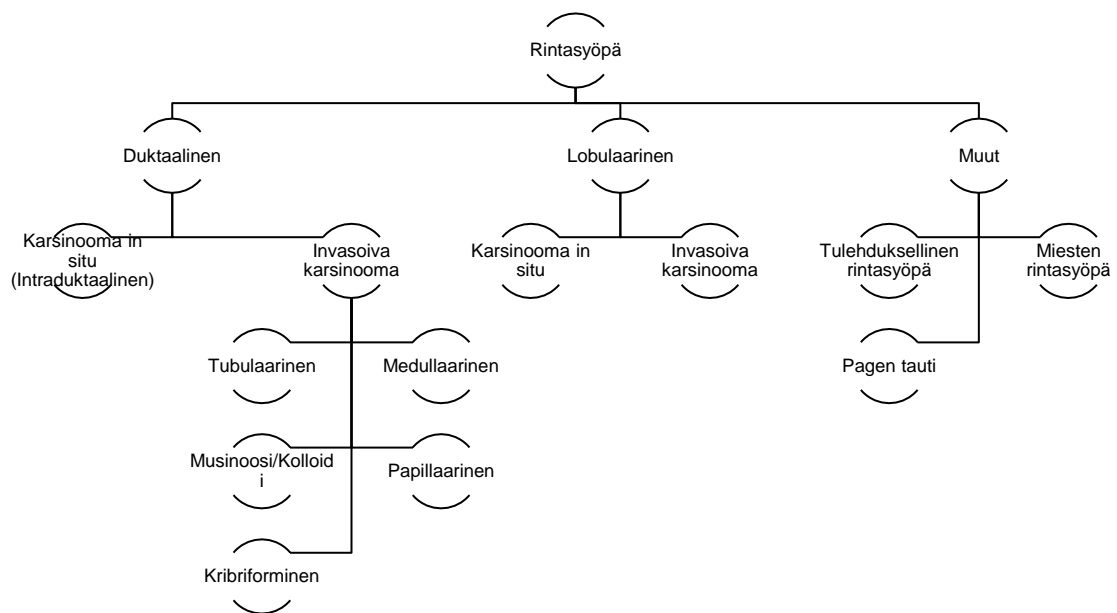 Rintasyöpä
Duktaalinen
Lobulaarinen
Muut
Karsinooma in
situ
(Intraduktaalinen)
Invasoiva
karsinooma
Karsinooma in
situ
Invasoiva
karsinooma
Tulehduksellinen
rintasyöpä
Miesten
rintasyöpä
Tubulaarinen
Medullaarinen
Pagen tauti
Musinoosi/Kolloid
i
Papillaarinen
Kribriforminen